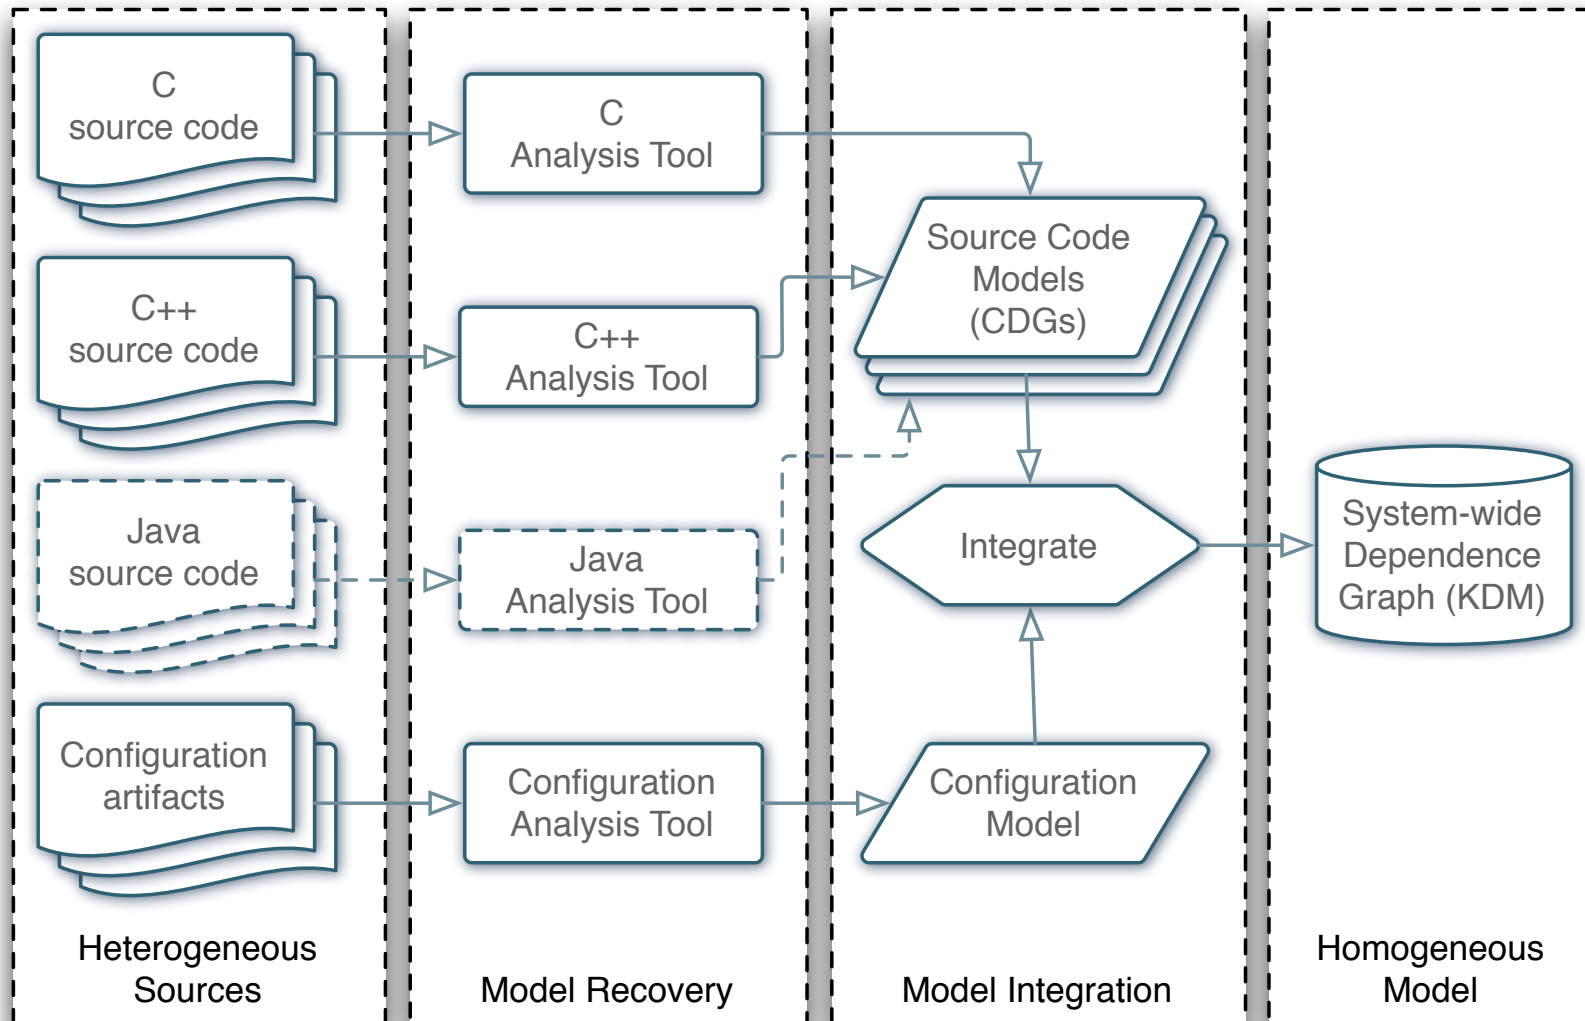 C
source code
C
Analysis Tool
Source Code
Models
(CDGs)
C++
source code
C++
Analysis Tool
Java
source code
Java
Analysis Tool
Integrate
System-wide
Dependence
Graph (KDM)
Configuration
artifacts
Configuration
Analysis Tool
Configuration
Model
Heterogeneous
Sources
Model Recovery
Model Integration
Homogeneous
Model